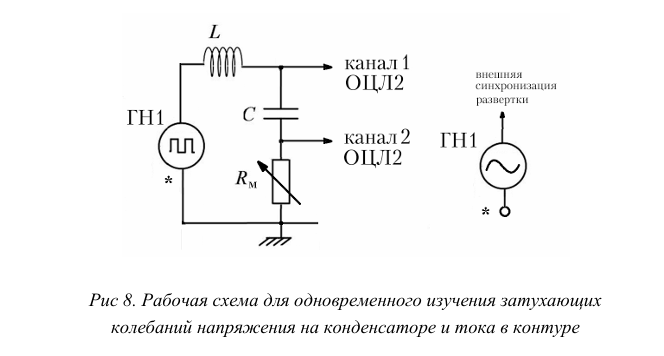 L
канал 1
ОЦЛ2
внешняя
синхронизация
развертки
ГН1
C
канал 2
ОЦЛ2
ГН1
*
Rм
*
Рис 8. Рабочая схема для одновременного изучения затухающих
колебаний напряжения на конденсаторе и тока в контуре